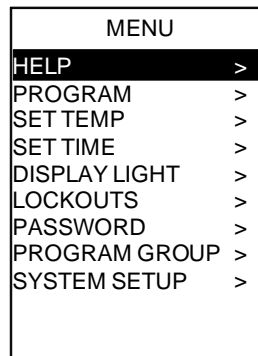 MENU
HELP >
PROGRAM >
SET TEMP >
SET TIME >
DISPLAY LIGHT >
LOCKOUTS >
PASSWORD >
PROGRAM GROUP >
SYSTEM SETUP >